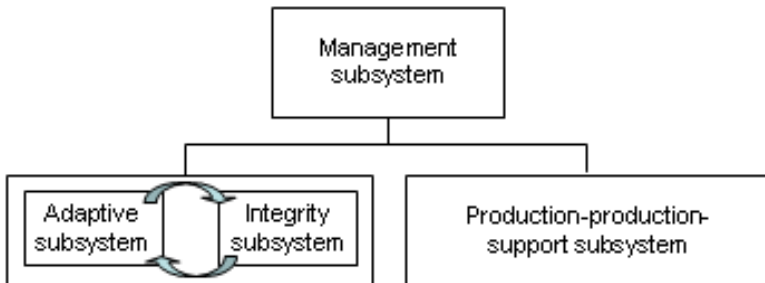 Management
subsystem
Adaptive
subsystem
Integrity
subsystem
Production-production-
support subsystem